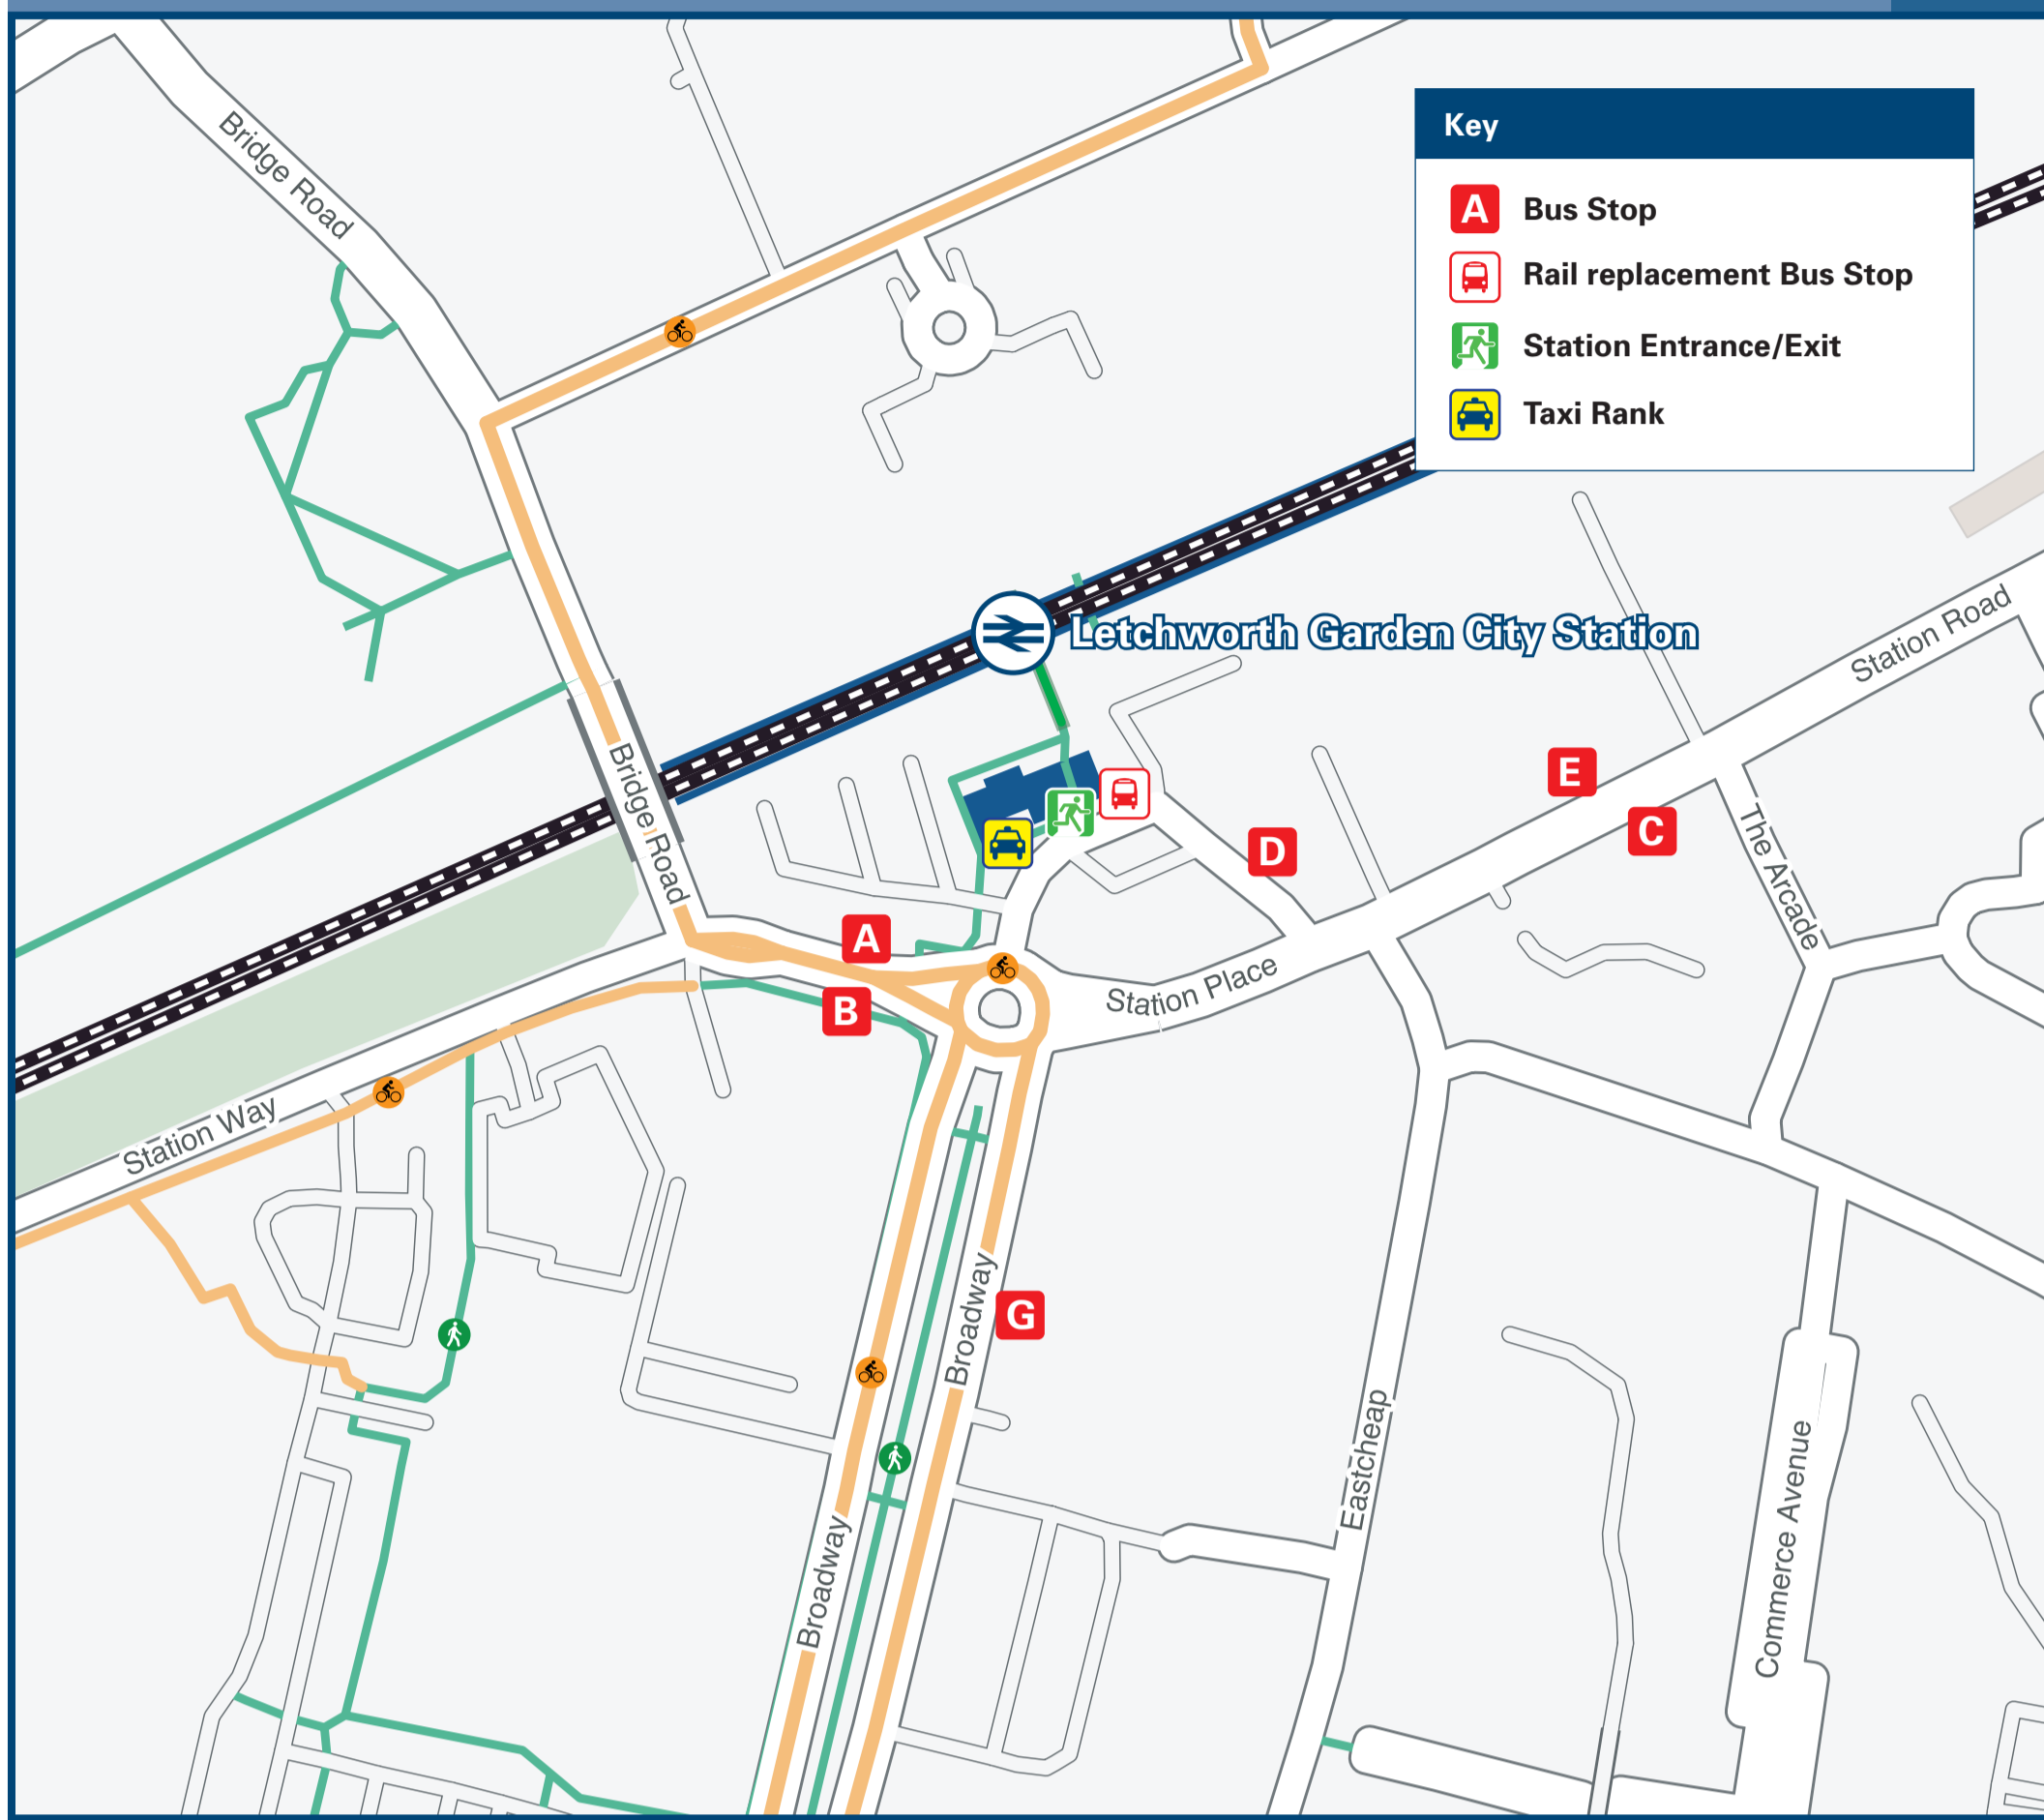 Key
A Bus Stop
Rail replacement Bus Stop
Station Entrance/Exit
Taxi Rank
Bridge Road
Letchworth Garden City Station
Station Road
Bridge Road
E
C
D
The Arcade
A
B
Station Place
Station Way
Broadway
G
Eastcheap
Broadway
Commerce Avenue